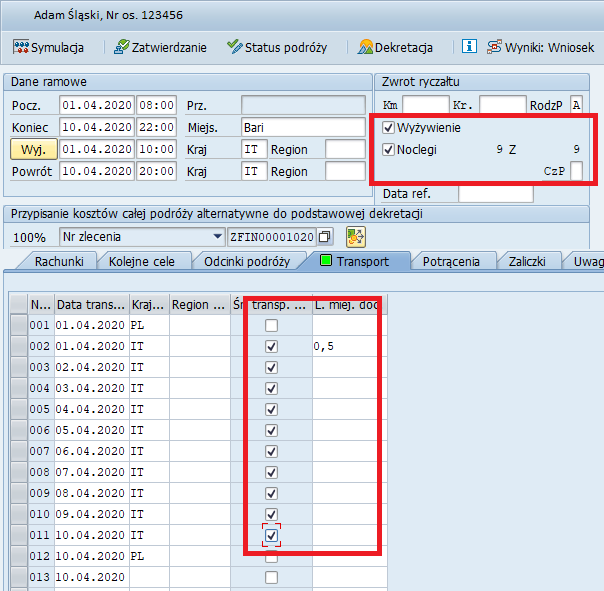 Adam Śląski, Nr os. 123456
Symulacja Zatwierdzanie Status podróży Dekretacja Wyniki: Wniosek
Dane ramowe Zwrot ryczałtu
Pocz. 01.04.2020 08:00 Prz. Km Kr. RodzP A
Koniec 10.04.2020 22:00 Miejs. Bari Wyżywienie
Wyj. 01.04.2020 10:00 Kraj IT Region Noclegi 9 Z 9
Powrót 10.04.2020 20:00 Kraj IT Region CzP
Data ref.
Przypisanie kosztów całej podróży alternatywne do podstawowej dekretacji
100% Nr zlecenia ZFIN00001020
Rachunki Kolejne cele Odcinki podróży Transport Potrącenia Zaliczki Uwag
N... Data trans... Kraj... Region ... Śr. transp. ... L. miej. doc
001 01.04.2020 PL
002 01.04.2020 IT 0,5
003 02.04.2020 IT
004 03.04.2020 IT
005 04.04.2020 IT
006 05.04.2020 IT
007 06.04.2020 IT
008 07.04.2020 IT
009 08.04.2020 IT
010 09.04.2020 IT
011 10.04.2020 IT
012 10.04.2020 PL
013 10.04.2020